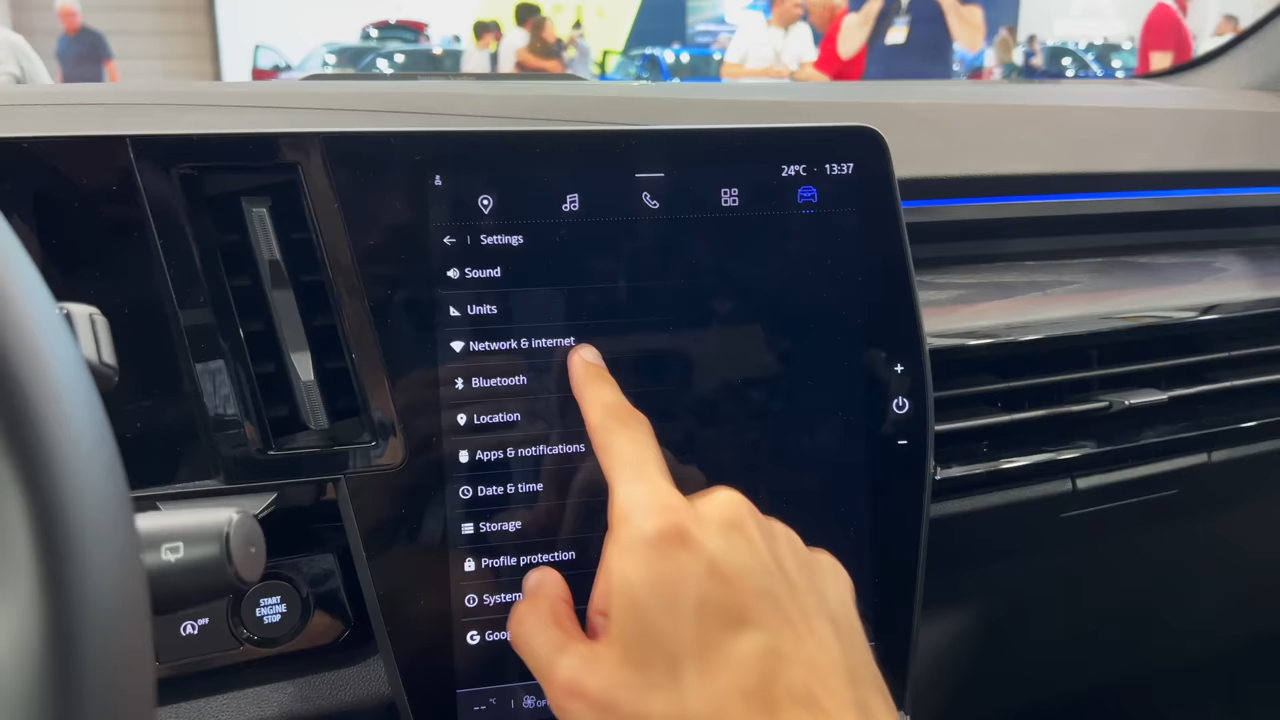 24°C · 13:37
Settings
Sound
Units
Network & internet
Bluetooth
Location
Apps & notifications
Date & time
Storage
Profile protection
System
-- °C
START
ENGINE
STOP
A OFF